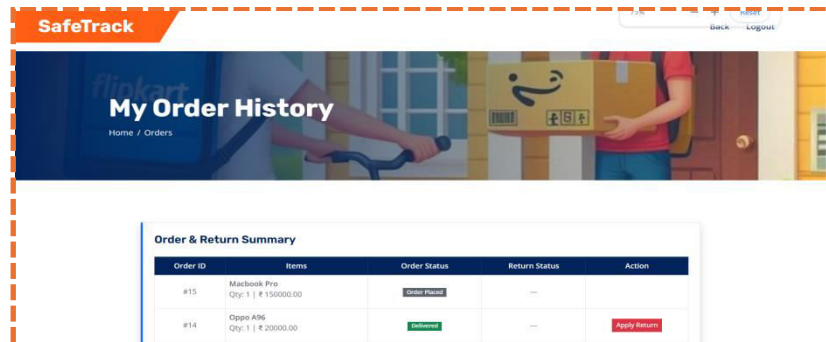 SafeTrack
75% — + Reset
Back Logout
flipkart
My Order History
Home / Orders
Order & Return Summary
Order ID Items Order Status Return Status Action
#15 Macbook Pro Order Placed —
Qty: 1 | ₹ 150000.00
#14 Oppo A96 Delivered — Apply Return
Qty: 1 | ₹ 20000.00